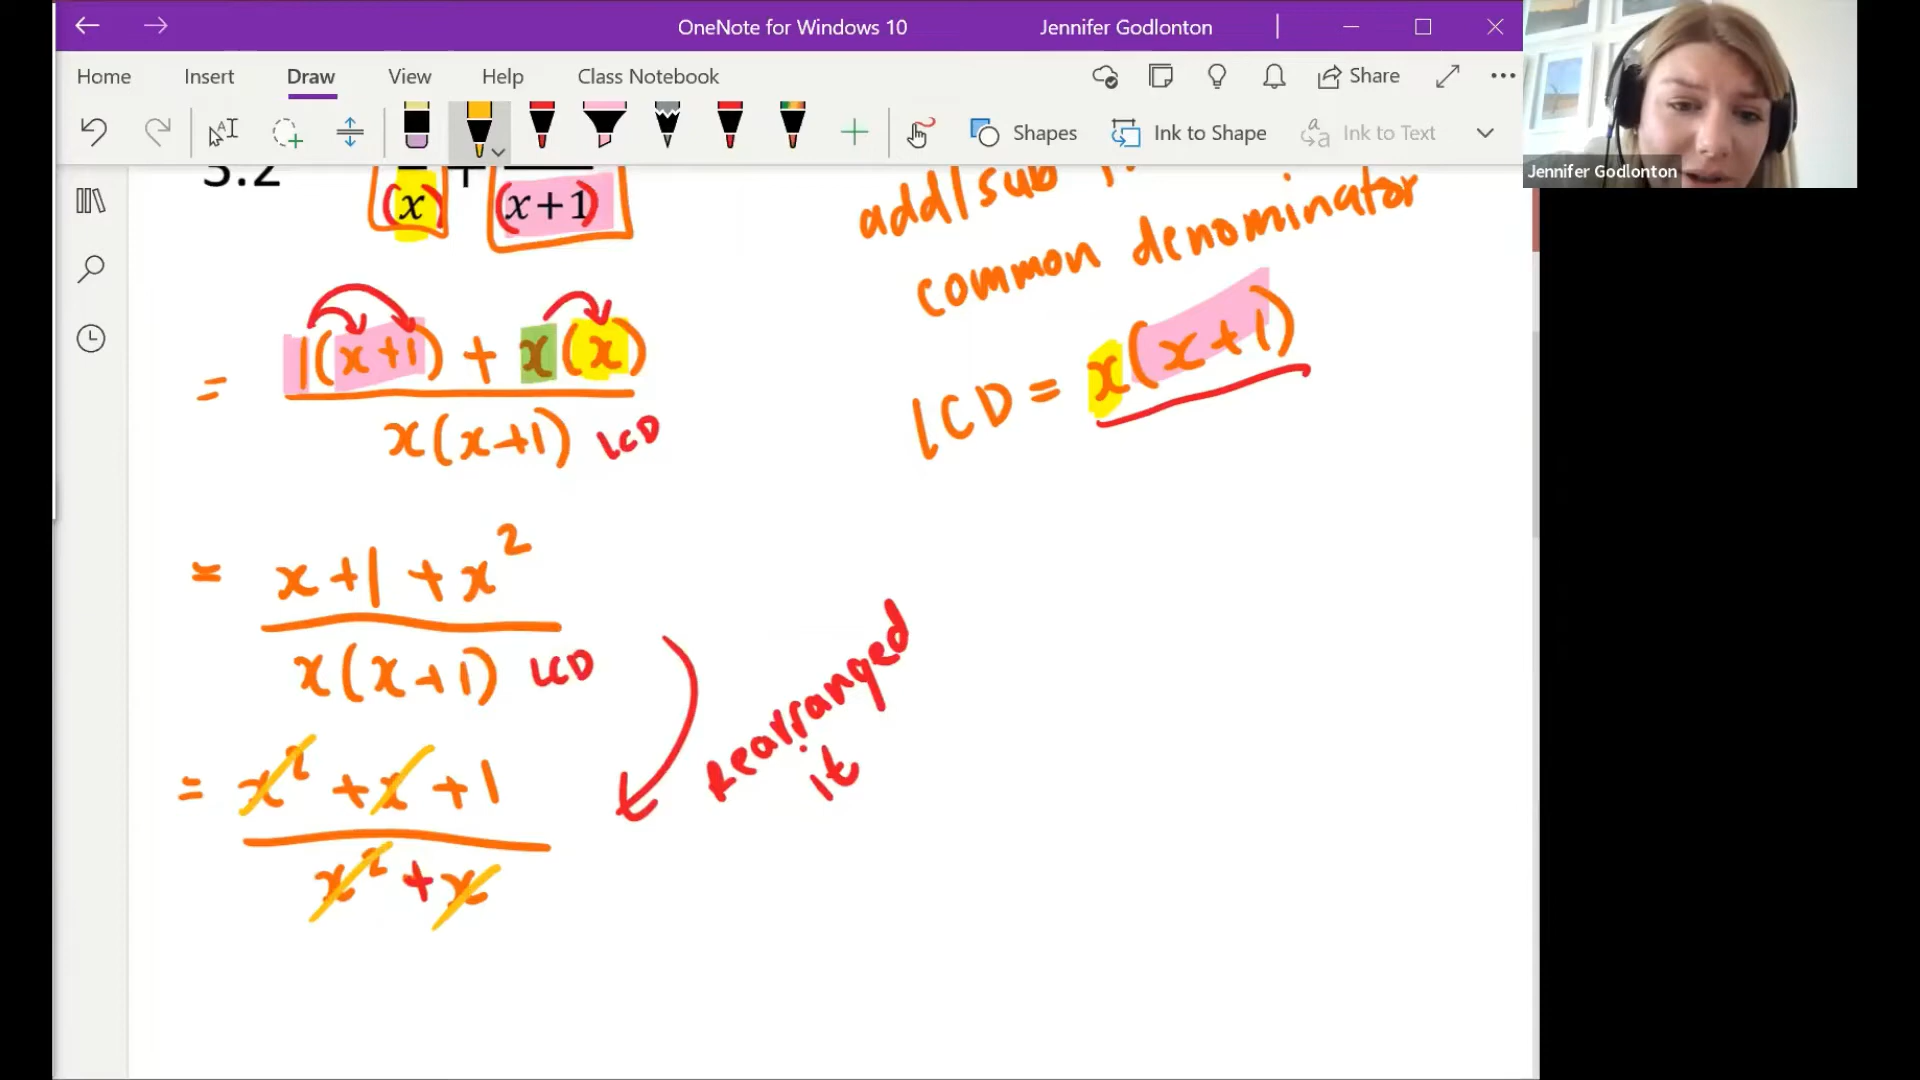 OneNote for Windows 10 Jennifer Godlonton
Home Insert Draw View Help Class Notebook Share
Shapes Ink to Shape Ink to Text
Jennifer Godlonton
3.2 (x) + (x+1)
add/sub
common denominator
LCD = x(x+1)
= 1(x+1) + x(x)
x(x+1) LCD
= x+1+x²
x(x+1) LCD
rearranged
it
= x² + x + 1
x² + x